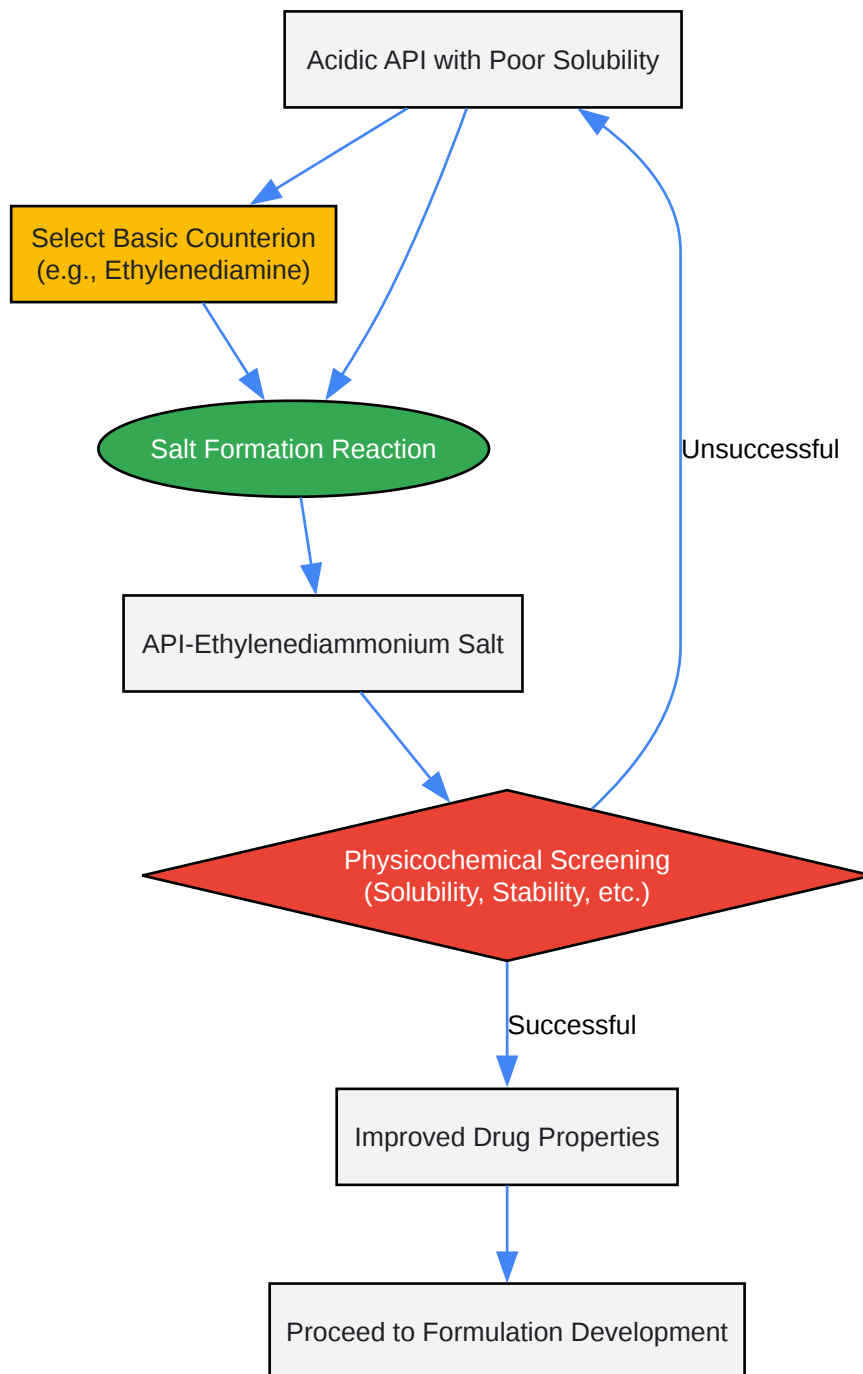 Acidic API with Poor Solubility
Select Basic Counterion
(e.g., Ethylenediamine)
Salt Formation Reaction
Unsuccessful
API-Ethylenediammonium Salt
Physicochemical Screening
(Solubility, Stability, etc.)
Successful
Improved Drug Properties
Proceed to Formulation Development